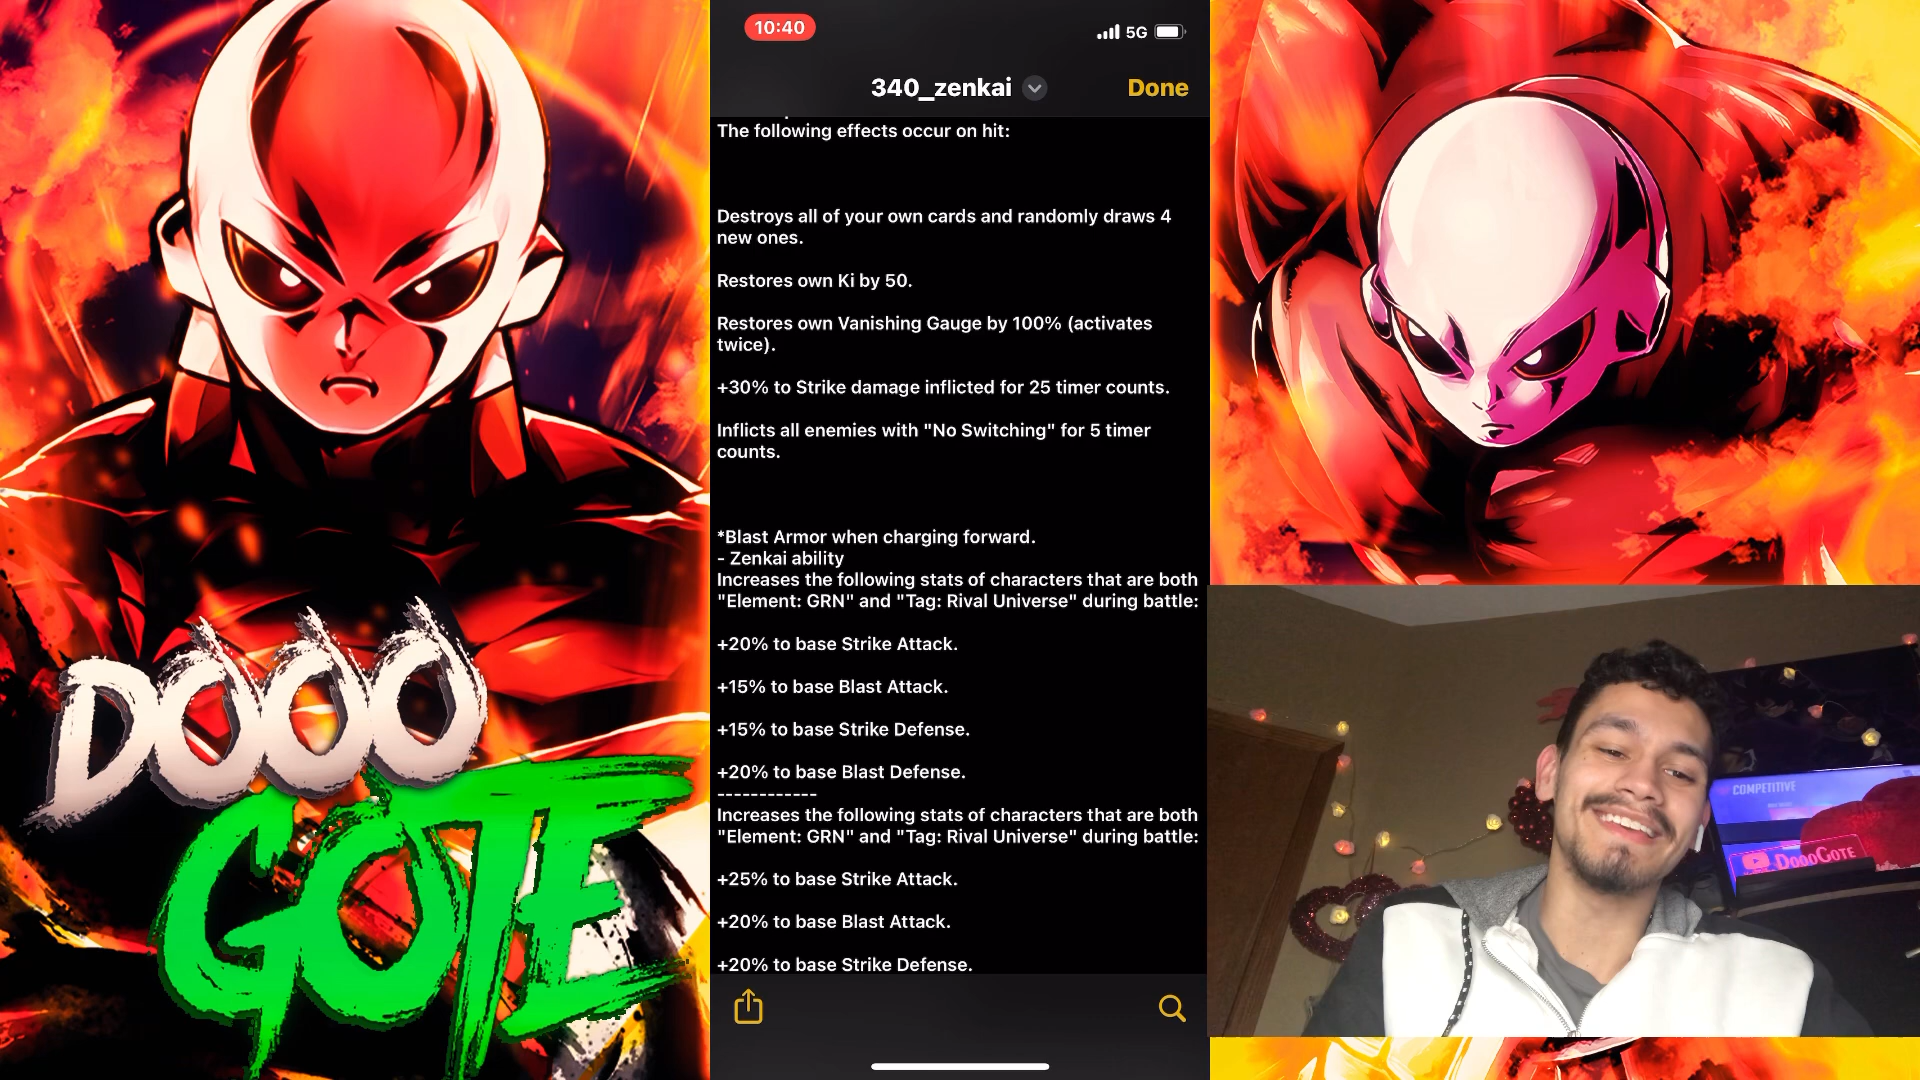 DOOO
GOTE
10:40
5G
340_zenkai
Done
The following effects occur on hit:
Destroys all of your own cards and randomly draws 4
new ones.
Restores own Ki by 50.
Restores own Vanishing Gauge by 100% (activates
twice).
+30% to Strike damage inflicted for 25 timer counts.
Inflicts all enemies with "No Switching" for 5 timer
counts.
*Blast Armor when charging forward.
- Zenkai ability
Increases the following stats of characters that are both
"Element: GRN" and "Tag: Rival Universe" during battle:
+20% to base Strike Attack.
+15% to base Blast Attack.
+15% to base Strike Defense.
+20% to base Blast Defense.
------------
Increases the following stats of characters that are both
"Element: GRN" and "Tag: Rival Universe" during battle:
+25% to base Strike Attack.
+20% to base Blast Attack.
+20% to base Strike Defense.
COMPETITIVE
DoooGote